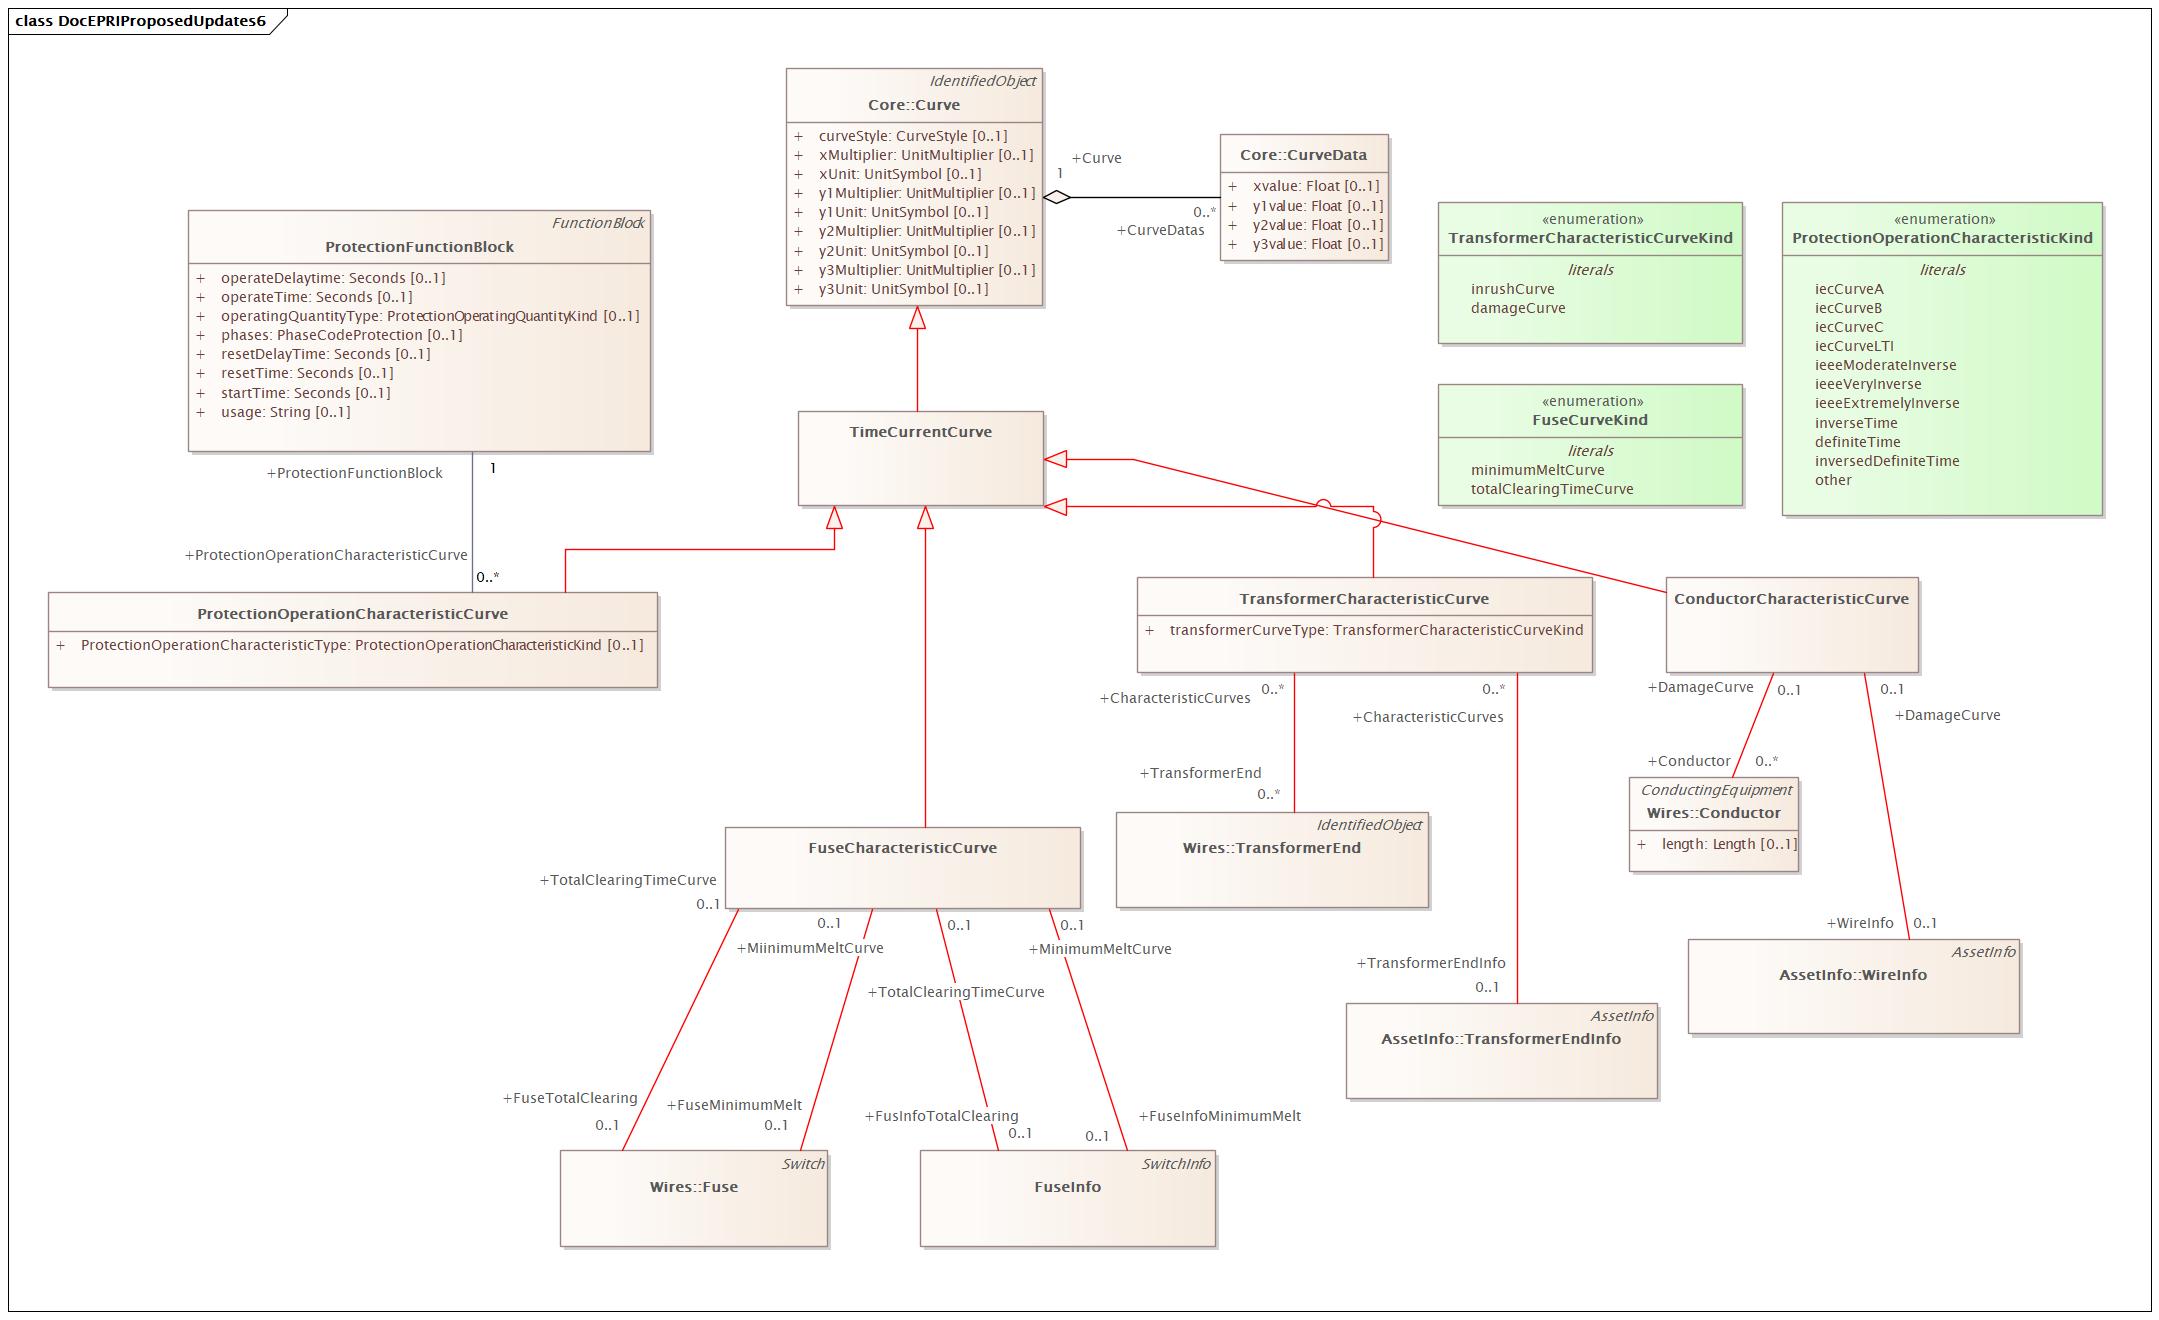 class DocEPRIProposedUpdates6
IdentifiedObject
Core::Curve
+ curveStyle: CurveStyle [0..1]
+ xMultiplier: UnitMultiplier [0..1]
+ xUnit: UnitSymbol [0..1]
+ y1Multiplier: UnitMultiplier [0..1]
+ y1Unit: UnitSymbol [0..1]
+ y2Multiplier: UnitMultiplier [0..1]
+ y2Unit: UnitSymbol [0..1]
+ y3Multiplier: UnitMultiplier [0..1]
+ y3Unit: UnitSymbol [0..1]
+Curve
1
0..*
+CurveDatas
Core::CurveData
+ xvalue: Float [0..1]
+ y1value: Float [0..1]
+ y2value: Float [0..1]
+ y3value: Float [0..1]
«enumeration»
TransformerCharacteristicCurveKind
literals
inrushCurve
damageCurve
«enumeration»
ProtectionOperationCharacteristicKind
literals
iecCurveA
iecCurveB
iecCurveC
iecCurveLTI
ieeeModerateInverse
ieeeVeryInverse
ieeeExtremelyInverse
inverseTime
definiteTime
inversedDefiniteTime
other
«enumeration»
FuseCurveKind
literals
minimumMeltCurve
totalClearingTimeCurve
FunctionBlock
ProtectionFunctionBlock
+ operateDelaytime: Seconds [0..1]
+ operateTime: Seconds [0..1]
+ operatingQuantityType: ProtectionOperatingQuantityKind [0..1]
+ phases: PhaseCodeProtection [0..1]
+ resetDelayTime: Seconds [0..1]
+ resetTime: Seconds [0..1]
+ startTime: Seconds [0..1]
+ usage: String [0..1]
+ProtectionFunctionBlock
1
+ProtectionOperationCharacteristicCurve
0..*
TimeCurrentCurve
ProtectionOperationCharacteristicCurve
+ ProtectionOperationCharacteristicType: ProtectionOperationCharacteristicKind [0..1]
TransformerCharacteristicCurve
+ transformerCurveType: TransformerCharacteristicCurveKind
ConductorCharacteristicCurve
+CharacteristicCurves
0..*
0..*
+CharacteristicCurves
+DamageCurve
0..1
0..1
+DamageCurve
+TransformerEnd
0..*
+Conductor
0..*
ConductingEquipment
Wires::Conductor
+ length: Length [0..1]
IdentifiedObject
Wires::TransformerEnd
FuseCharacteristicCurve
+TotalClearingTimeCurve
0..1
0..1
+MiinimumMeltCurve
0..1
+TotalClearingTimeCurve
0..1
+MinimumMeltCurve
+WireInfo
0..1
AssetInfo
AssetInfo::WireInfo
+TransformerEndInfo
0..1
AssetInfo
AssetInfo::TransformerEndInfo
+FuseTotalClearing
0..1
+FuseMinimumMelt
0..1
+FusInfoTotalClearing
0..1
+FuseInfoMinimumMelt
0..1
Switch
Wires::Fuse
SwitchInfo
FuseInfo